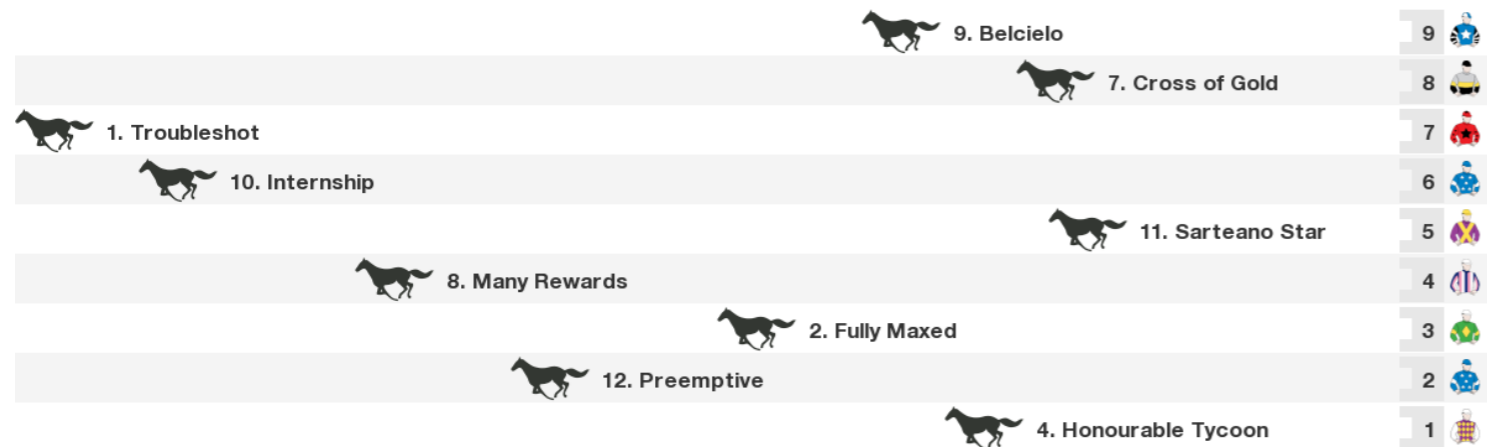 9. Belcielo 9
7. Cross of Gold 8
1. Troubleshot 7
10. Internship 6
11. Sarteano Star 5
8. Many Rewards 4
2. Fully Maxed 3
12. Preemptive 2
4. Honourable Tycoon 1